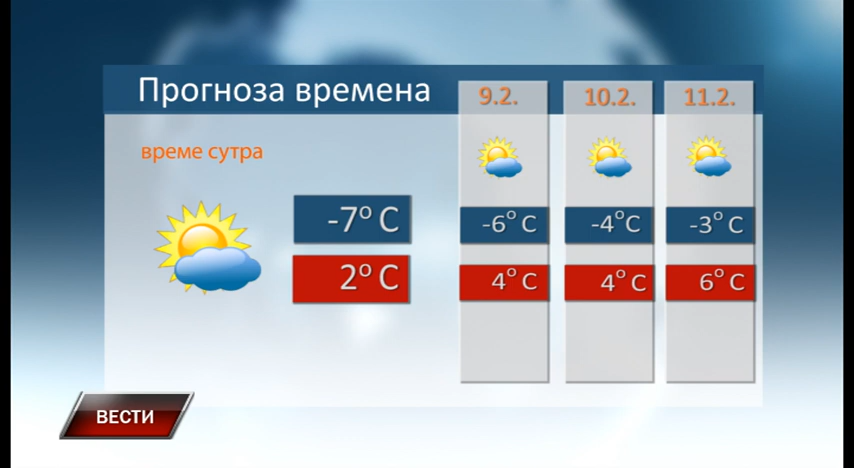 Прогноза времена
време сутра
-7° C
2° C
9.2.
-6° C
4° C
10.2.
-4°C
4° C
11.2.
-3° C
6° C
ВЕСТИ